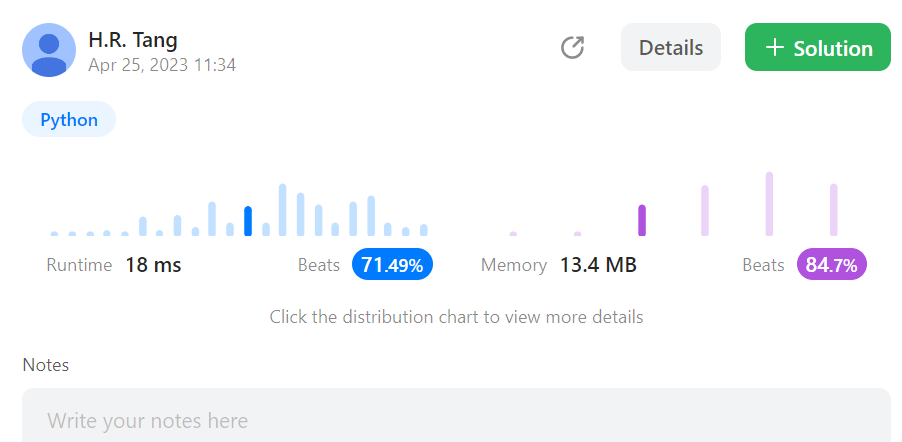 H.R. Tang
Apr 25, 2023 11:34
Details
+ Solution
Python
Runtime 18 ms Beats 71.49% Memory 13.4 MB Beats 84.7%
Click the distribution chart to view more details
Notes
Write your notes here